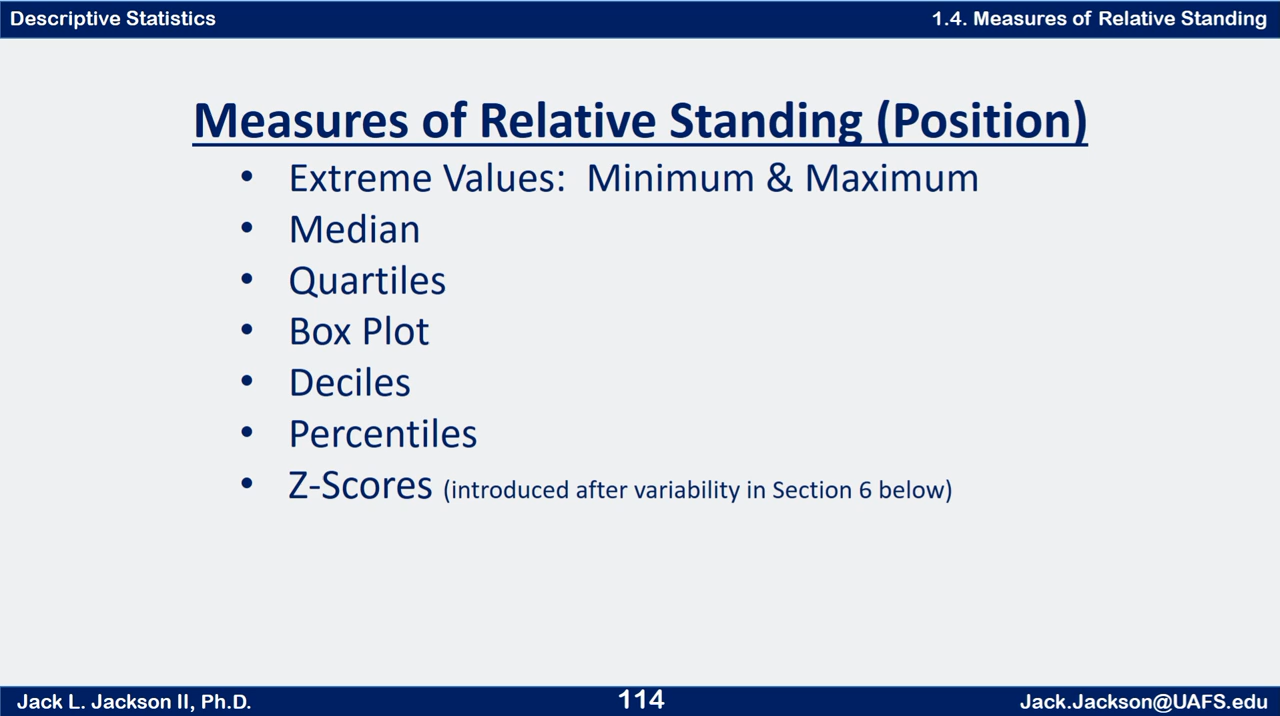 Descriptive Statistics
1.4. Measures of Relative Standing
Measures of Relative Standing (Position)
• Extreme Values: Minimum & Maximum
• Median
• Quartiles
• Box Plot
• Deciles
• Percentiles
• Z-Scores (introduced after variability in Section 6 below)
Jack L. Jackson II, Ph.D.
114
Jack.Jackson@UAFS.edu